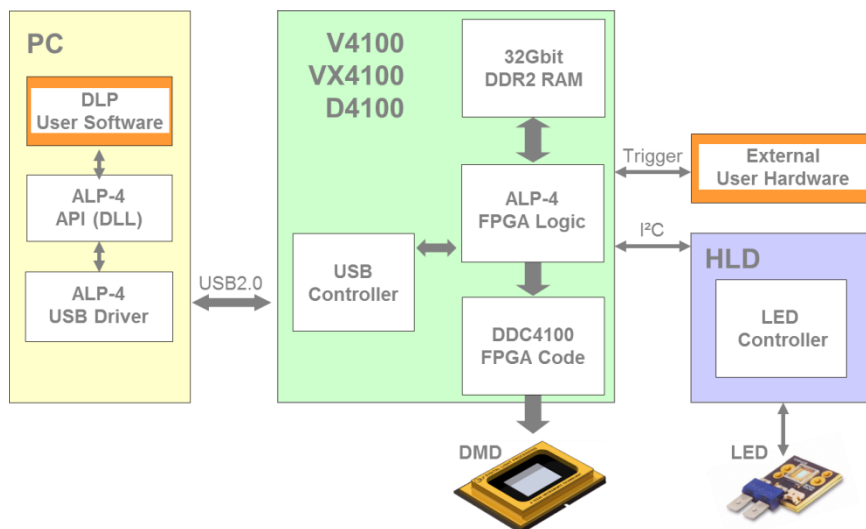 PC
DLP
User Software
ALP-4
API (DLL)
ALP-4
USB Driver
USB2.0
V4100
VX4100
D4100
32Gbit
DDR2 RAM
ALP-4
FPGA Logic
USB
Controller
DDC4100
FPGA Code
DMD
Trigger
External
User Hardware
I²C
HLD
LED
Controller
LED